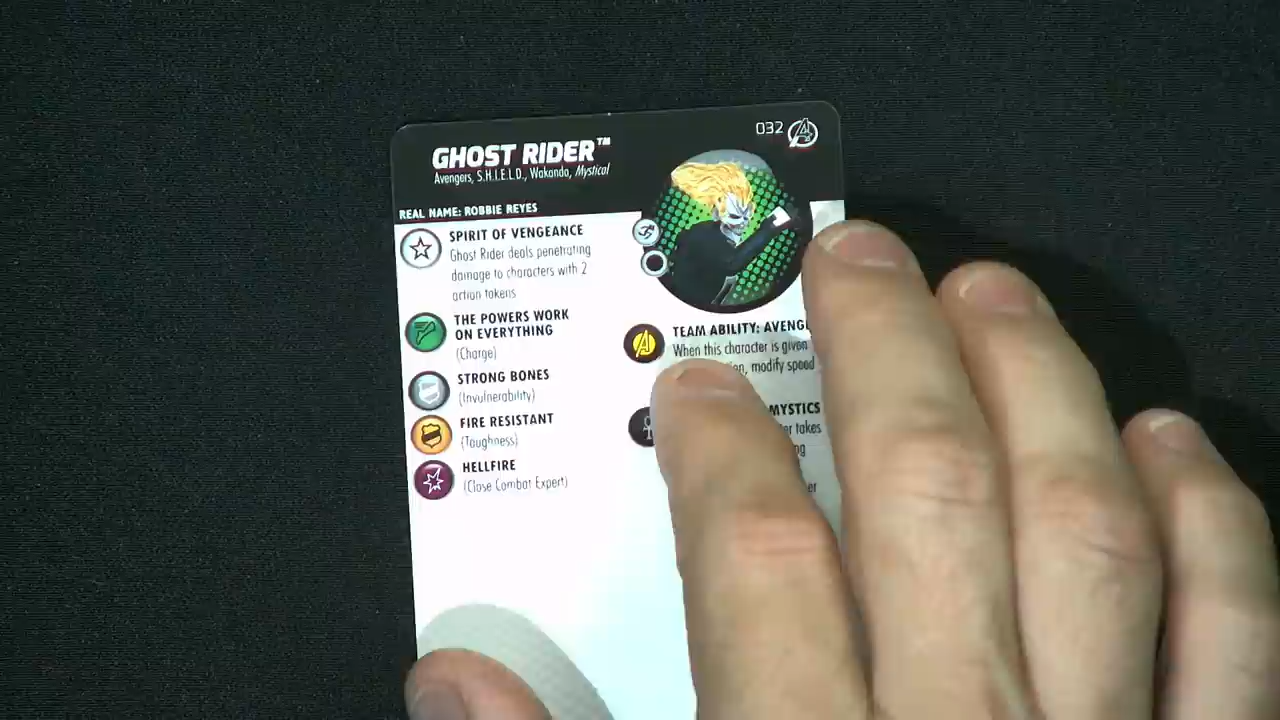 032
GHOST RIDER™
Avengers, S.H.I.E.L.D., Wakanda, Mystical
REAL NAME: ROBBIE REYES
SPIRIT OF VENGEANCE
Ghost Rider deals penetrating
damage to characters with 2
action tokens
THE POWERS WORK
ON EVERYTHING
(Charge)
STRONG BONES
(Invulnerability)
FIRE RESISTANT
(Toughness)
HELLFIRE
(Close Combat Expert)
TEAM ABILITY:
When this character is given
modify speed
MYSTICS
takes